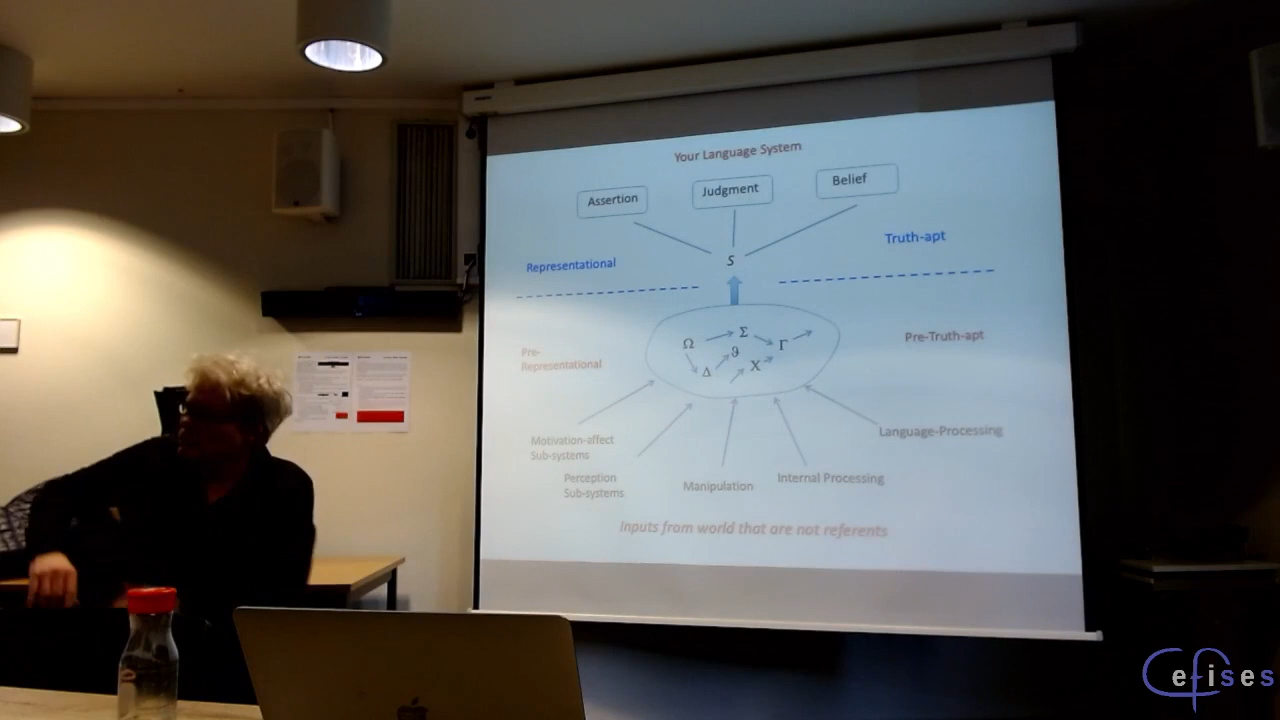 Your Language System
Assertion
Judgment
Belief
Truth-apt
Representational
S
Ω
Σ
ϑ
Γ
Δ
X
Pre-Truth-apt
Pre-
Representational
Motivation-affect
Sub-systems
Perception
Sub-systems
Manipulation
Internal Processing
Language-Processing
Inputs from world that are not referents
efises